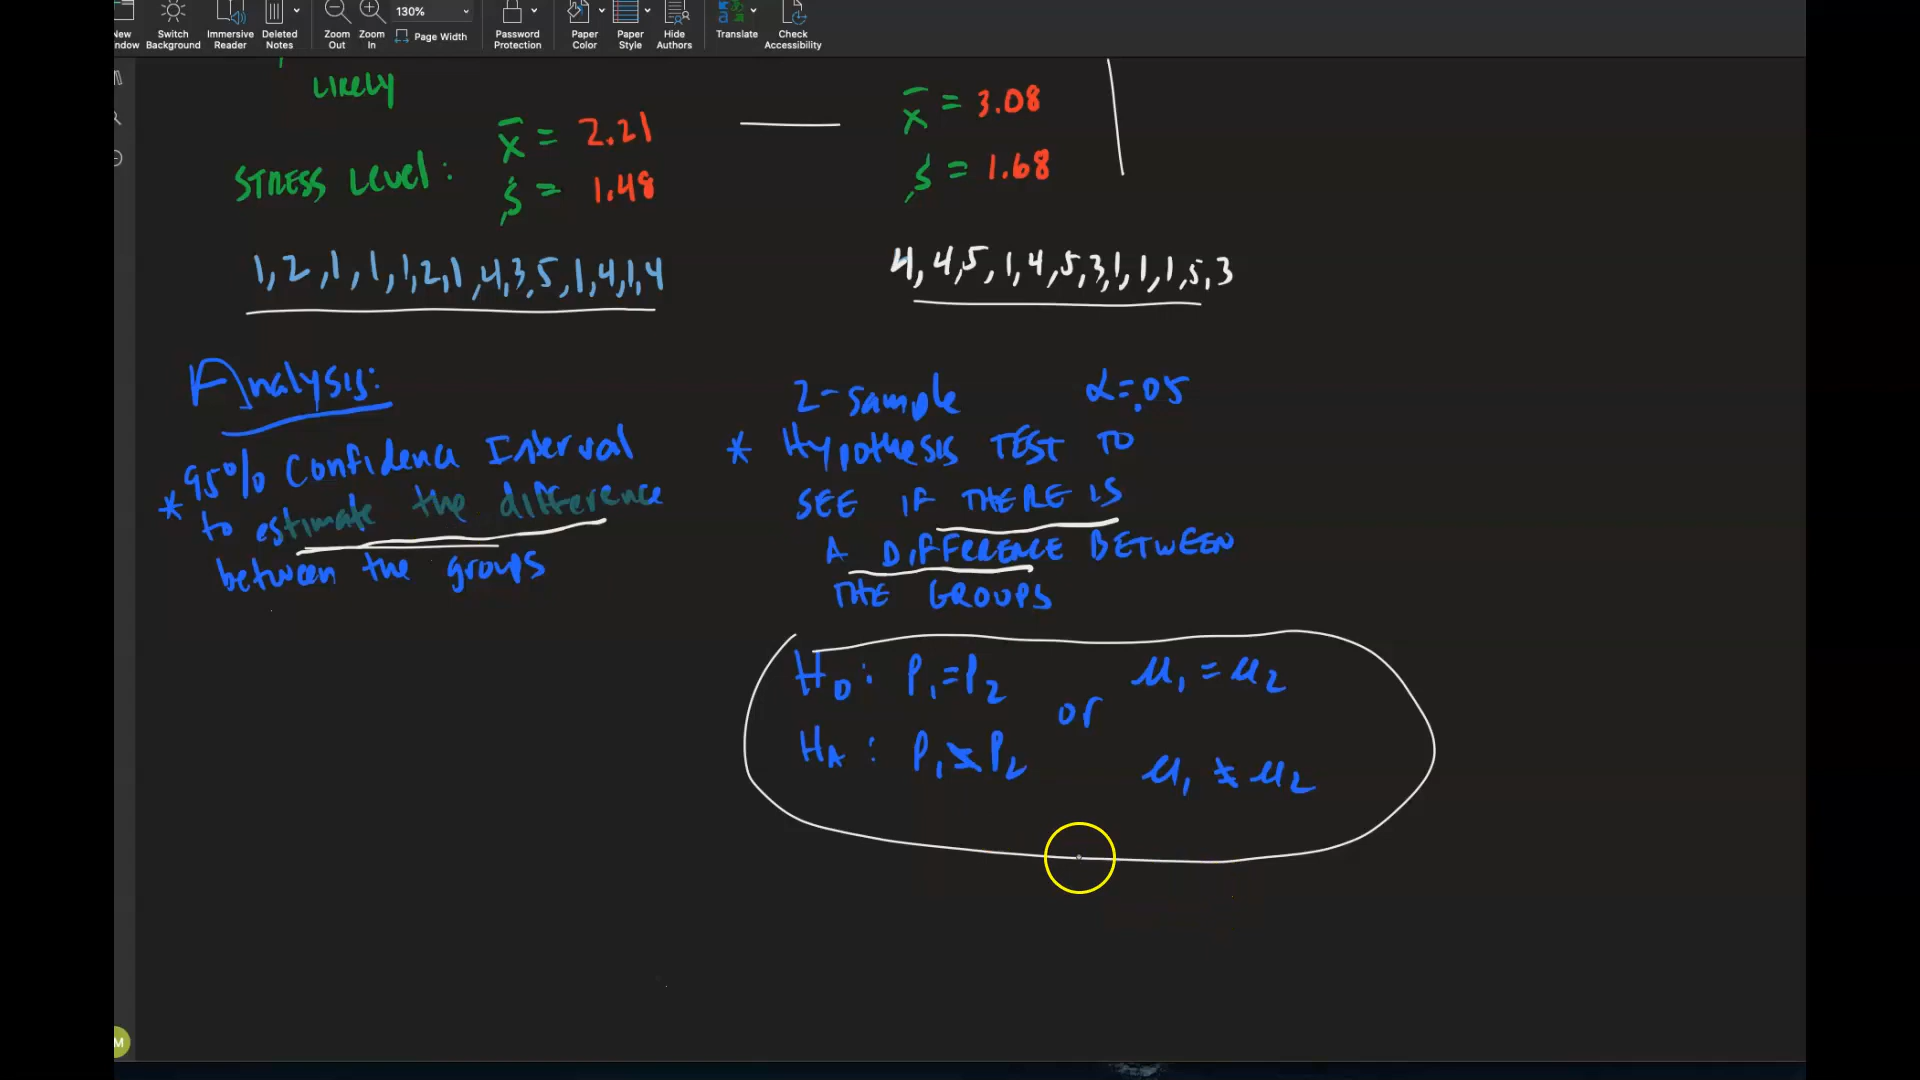 New Window
Switch Background
Immersive Reader
Deleted Notes
Zoom Out
Zoom In
130%
Page Width
Password Protection
Paper Color
Paper Style
Hide Authors
Translate
Check Accessibility
Likely
STRESS Level:
x̄ = 2.21
s = 1.48
x̄ = 3.08
s = 1.68
1,2,1,1,1,2,1,4,3,5,1,4,1,4
4,4,5,1,4,5,3,1,1,1,5,3
Analysis:
* 95% Confidence Interval
to estimate the difference
between the groups
2-Sample α=.05
* Hypothesis TEST TO
SEE IF THERE IS
A DIFFERENCE BETWEEN
THE GROUPS
H0: P1=P2 or μ1=μ2
HA: P1≠P2 μ1≠μ2
M